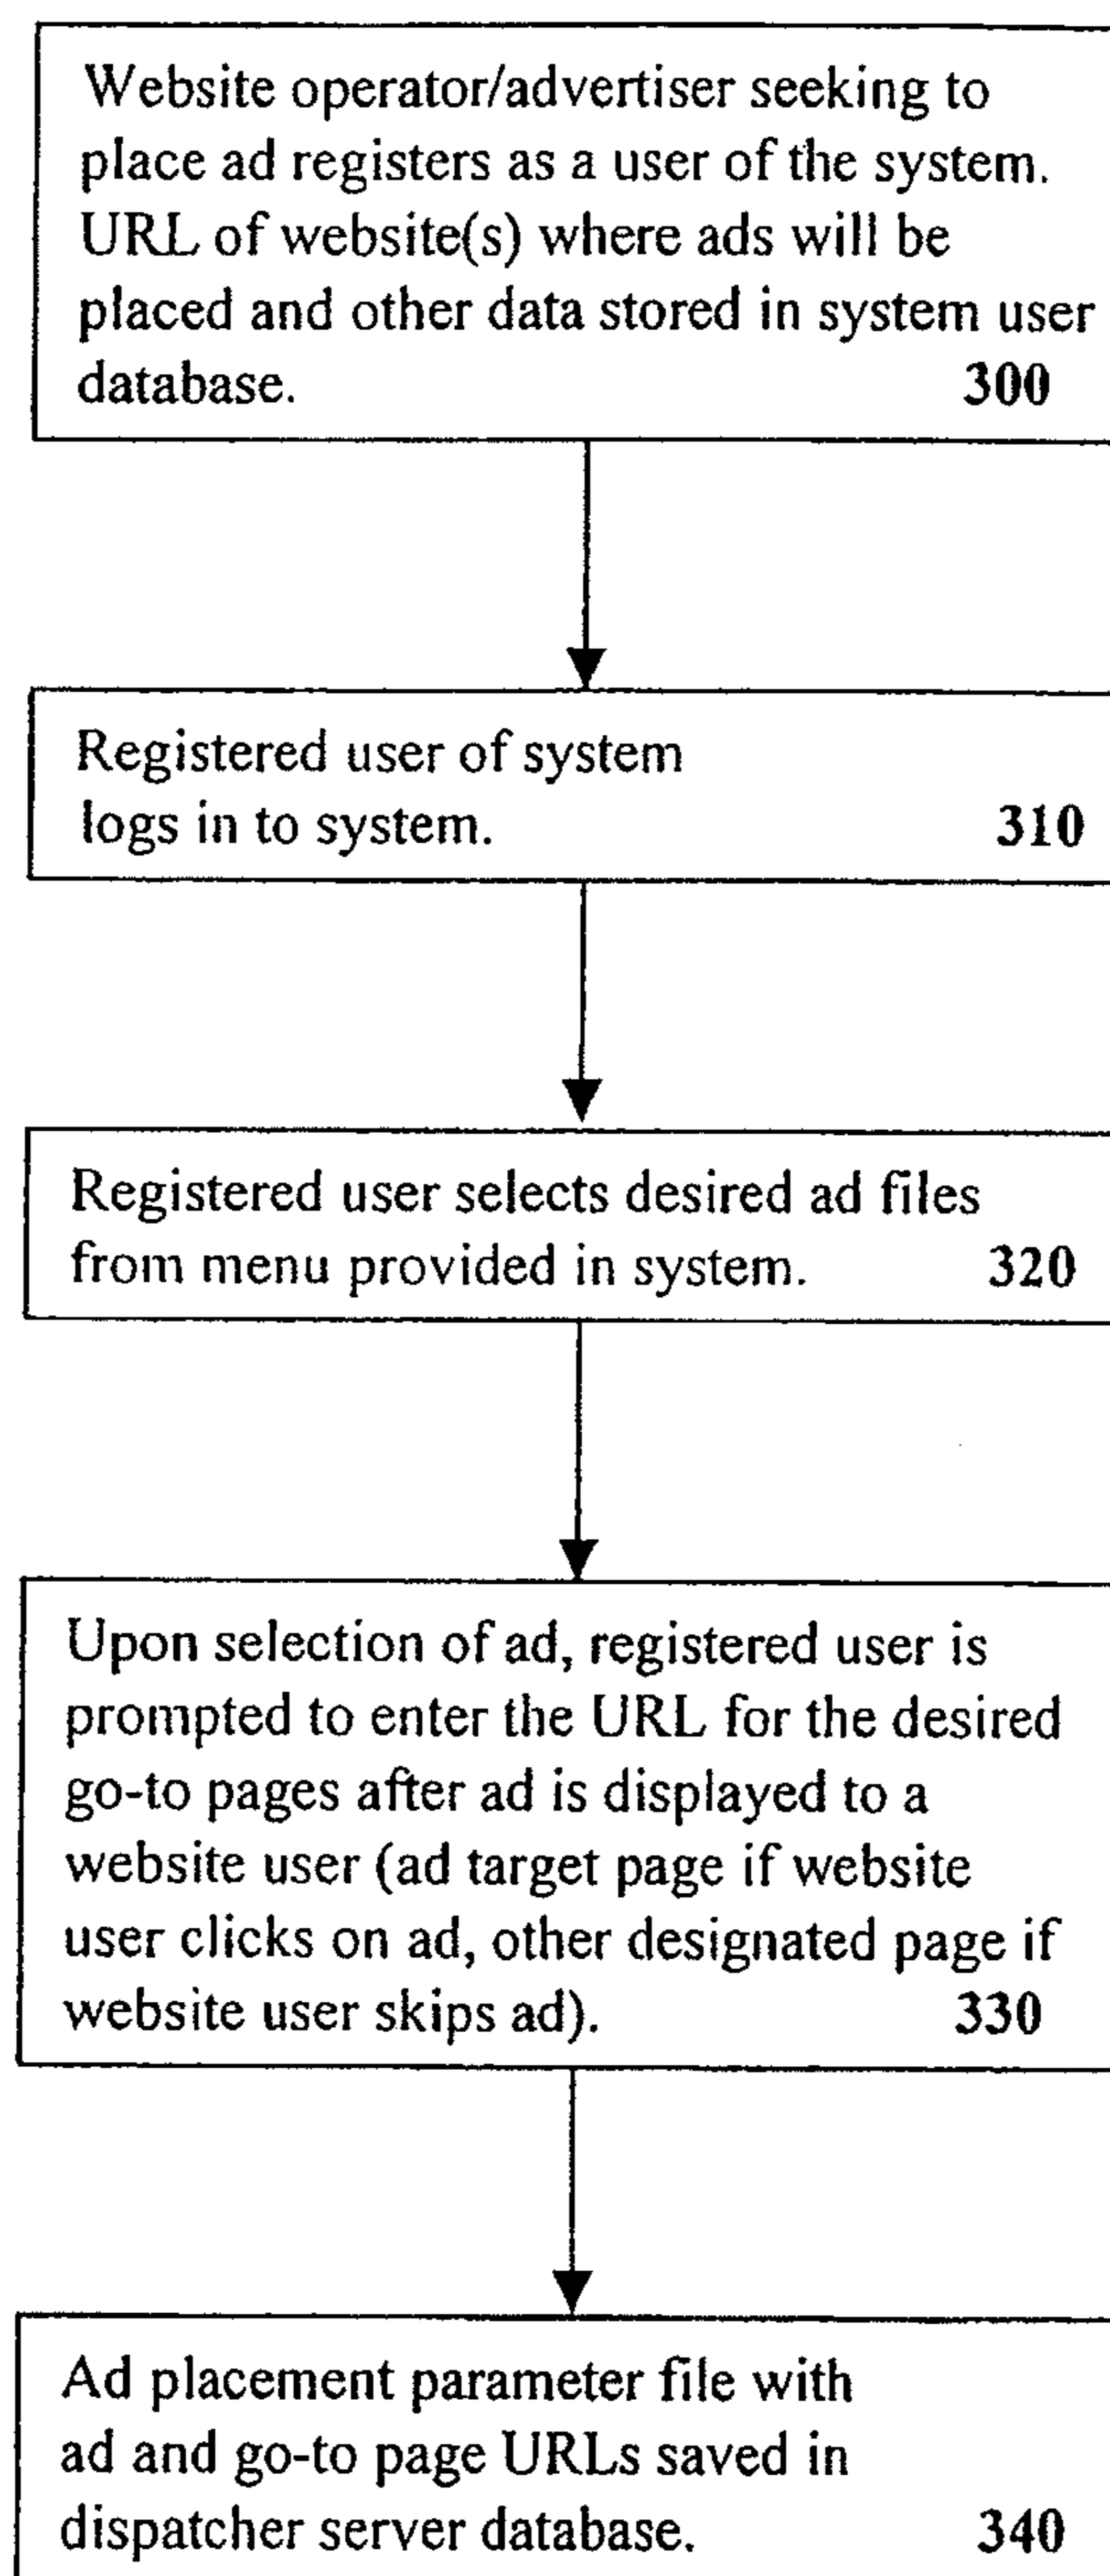 Website operator/advertiser seeking to
place ad registers as a user of the system.
URL of website(s) where ads will be
placed and other data stored in system user
database. 300
Registered user of system
logs in to system. 310
Registered user selects desired ad files
from menu provided in system. 320
Upon selection of ad, registered user is
prompted to enter the URL for the desired
go-to pages after ad is displayed to a
website user (ad target page if website
user clicks on ad, other designated page if
website user skips ad). 330
Ad placement parameter file with
ad and go-to page URLs saved in
dispatcher server database. 340